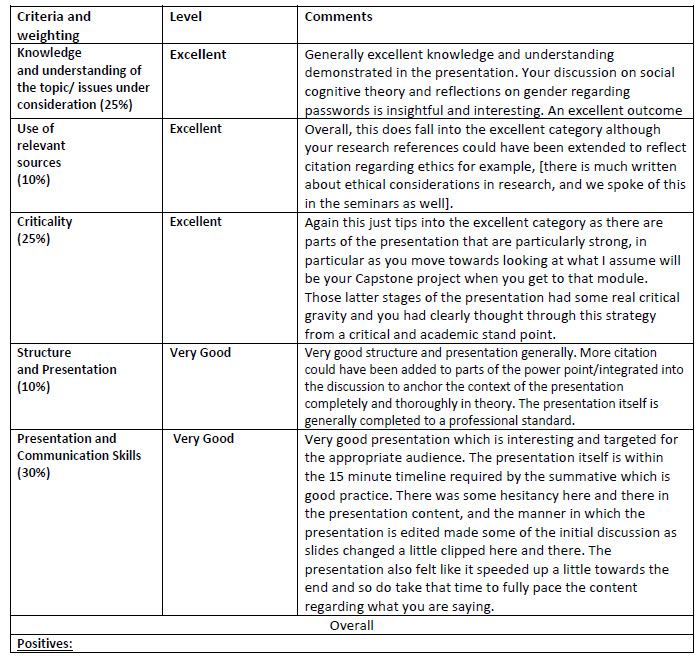 Criteria and weighting Level Comments
Knowledge
and understanding of
the topic/ issues under
consideration (25%)
Excellent
Generally excellent knowledge and understanding
demonstrated in the presentation. Your discussion on social
cognitive theory and reflections on gender regarding
passwords is insightful and interesting. An excellent outcome
Use of
relevant
sources
(10%)
Excellent
Overall, this does fall into the excellent category although
your research references could have been extended to reflect
citation regarding ethics for example, [there is much written
about ethical considerations in research, and we spoke of this
in the seminars as well].
Criticality
(25%)
Excellent
Again this just tips into the excellent category as there are
parts of the presentation that are particularly strong, in
particular as you move towards looking at what I assume will
be your Capstone project when you get to that module.
Those latter stages of the presentation had some real critical
gravity and you had clearly thought through this strategy
from a critical and academic stand point.
Structure
and Presentation
(10%)
Very Good
Very good structure and presentation generally. More citation
could have been added to parts of the power point/integrated into
the discussion to anchor the context of the presentation
completely and thoroughly in theory. The presentation itself is
generally completed to a professional standard.
Presentation and
Communication Skills
(30%)
Very Good
Very good presentation which is interesting and targeted for
the appropriate audience. The presentation itself is within
the 15 minute timeline required by the summative which is
good practice. There was some hesitancy here and there in
the presentation content, and the manner in which the
presentation is edited made some of the initial discussion as
slides changed a little clipped here and there. The
presentation also felt like it speeded up a little towards the
end and so do take that time to fully pace the content
regarding what you are saying.
Overall
Positives: